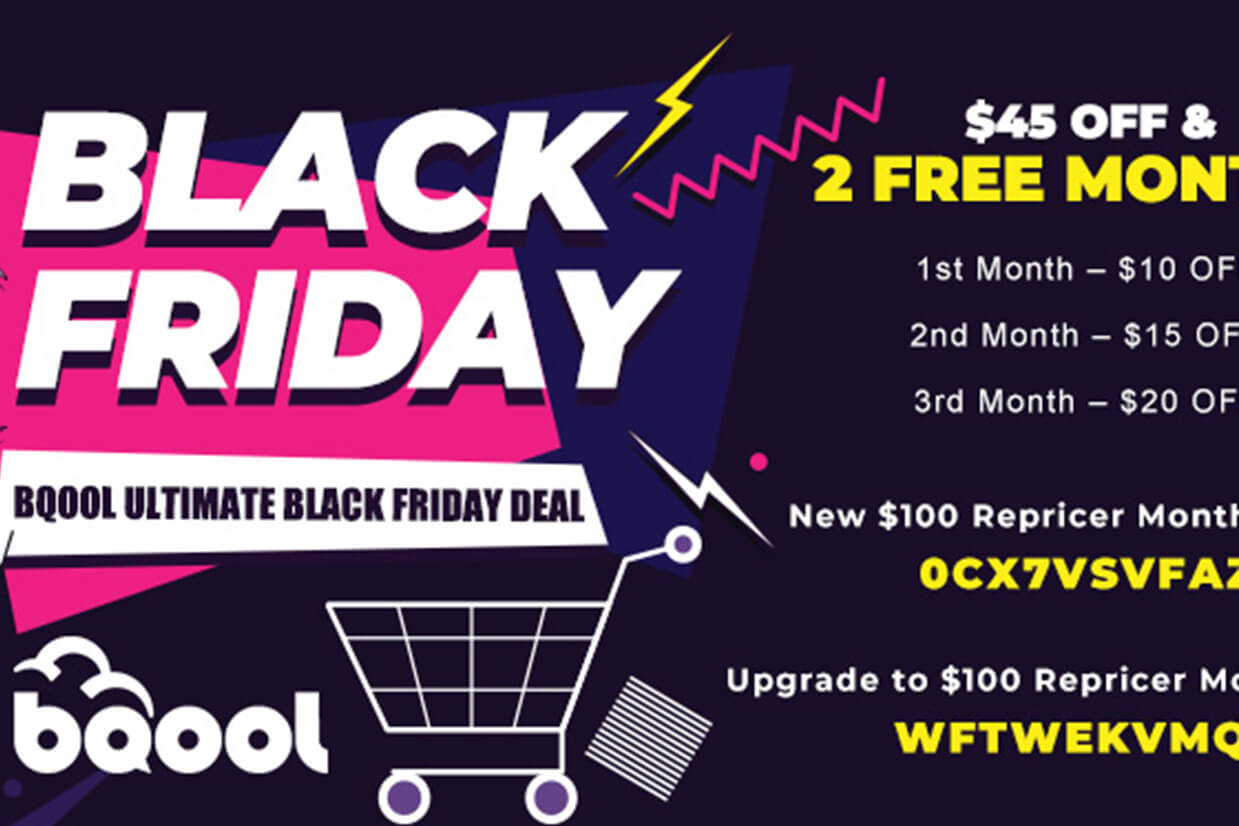 BLACK
FRIDAY
BQOOL ULTIMATE BLACK FRIDAY DEAL
bqool
$45 OFF &
2 FREE MONT
1st Month – $10 OF
2nd Month – $15 OF
3rd Month – $20 OF
New $100 Repricer Month
0CX7VSVFAZ
Upgrade to $100 Repricer Mo
WFTWEKVMQ